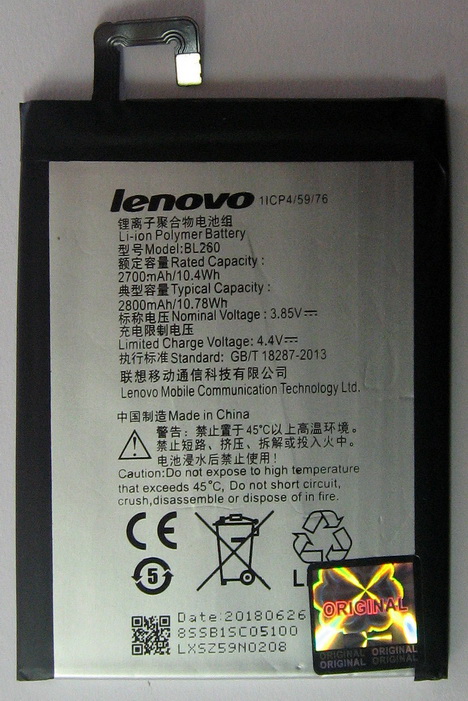 lenovo 1ICP4/59/76
锂离子聚合物电池组
Li-ion Polymer Battery
型号Model:BL260
额定容量Rated Capacity :
2700mAh/10.4Wh
典型容量Typical Capacity :
2800mAh/10.78Wh
标称电压Nominal Voltage : 3.85V⎓
充电限制电压
Limited Charge Voltage: 4.4V⎓
执行标准Standard: GB/T 18287-2013
联想移动通信科技有限公司
Lenovo Mobile Communication Technology Ltd.
中国制造Made in China
警告: 禁止置于45℃以上高温环境。
禁止短路、挤压、拆解或投入火中。
电池浸水后禁止使用!
Caution:Do not expose to high temperature
that exceeds 45℃, Do not short circuit,
crush,disassemble or dispose of in fire.
CE
5
L
ORIGINAL
Date:20180626
8SSB1SC05100
LXSZ59N0208
ORIGINAL ORIGINAL
ORIGINAL ORIGINAL